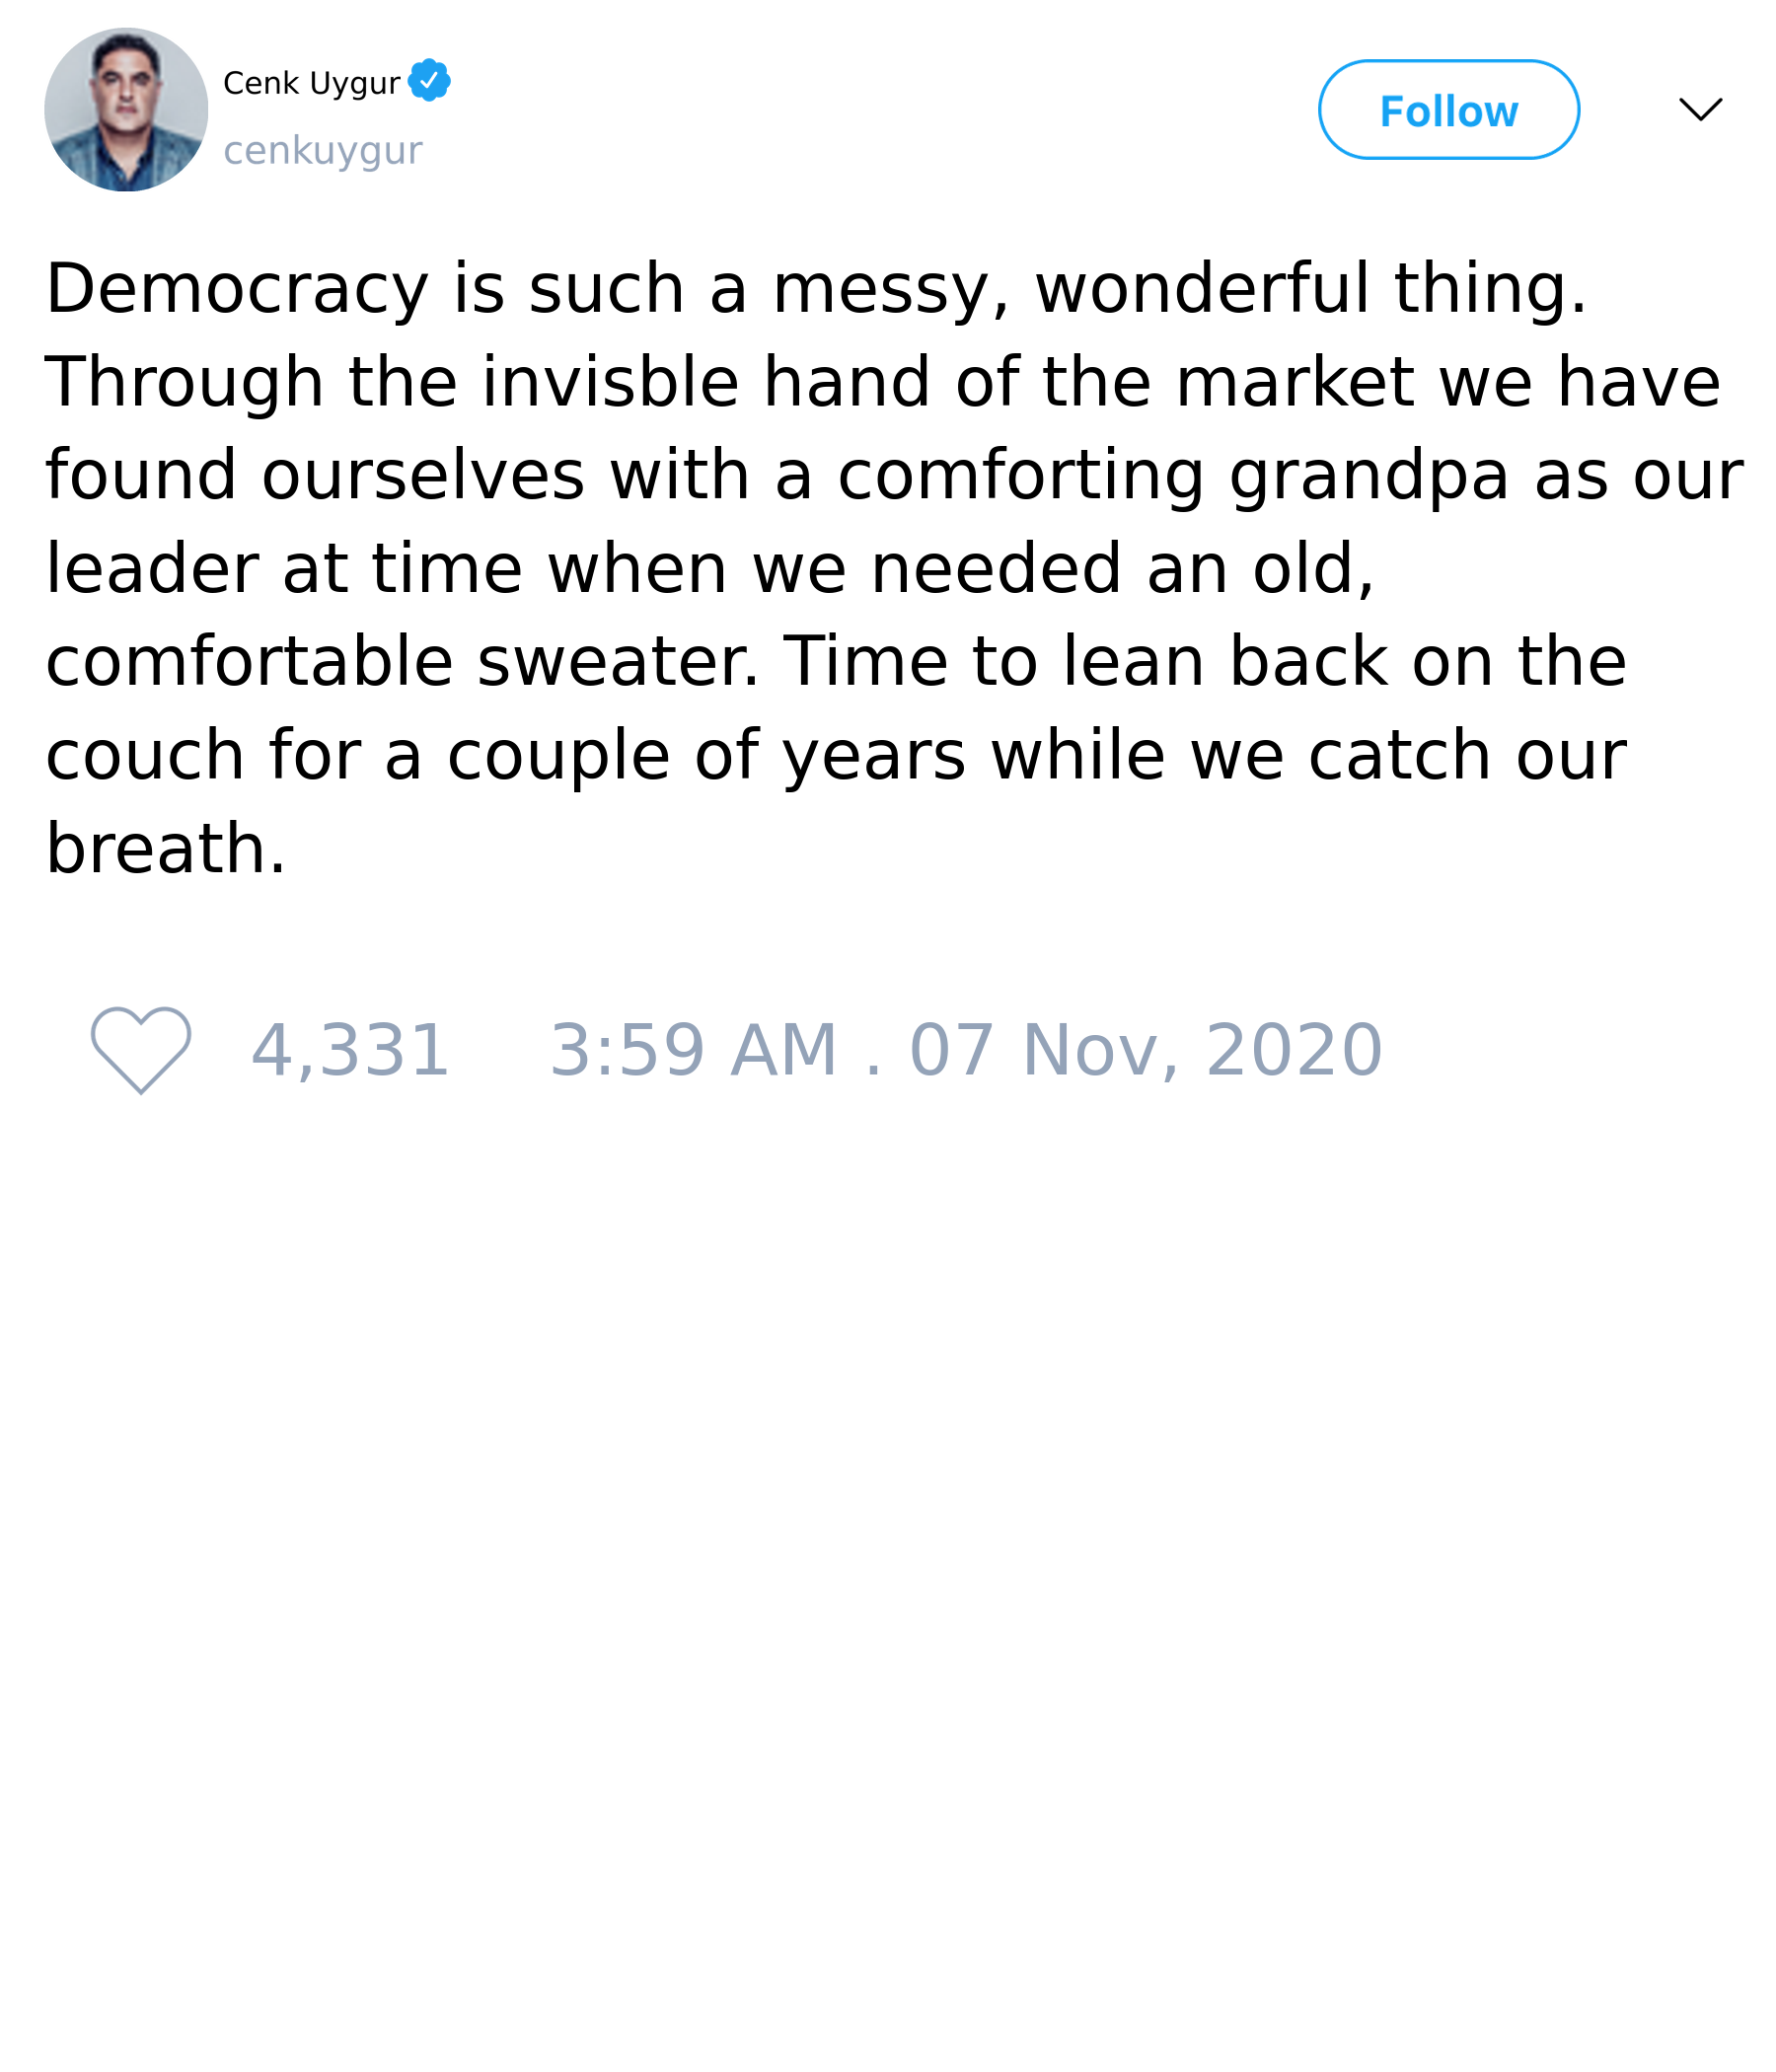 Cenk Uygur
cenkuygur
Follow
Democracy is such a messy, wonderful thing.
Through the invisble hand of the market we have
found ourselves with a comforting grandpa as our
leader at time when we needed an old,
comfortable sweater. Time to lean back on the
couch for a couple of years while we catch our
breath.
4,331 3:59 AM . 07 Nov, 2020